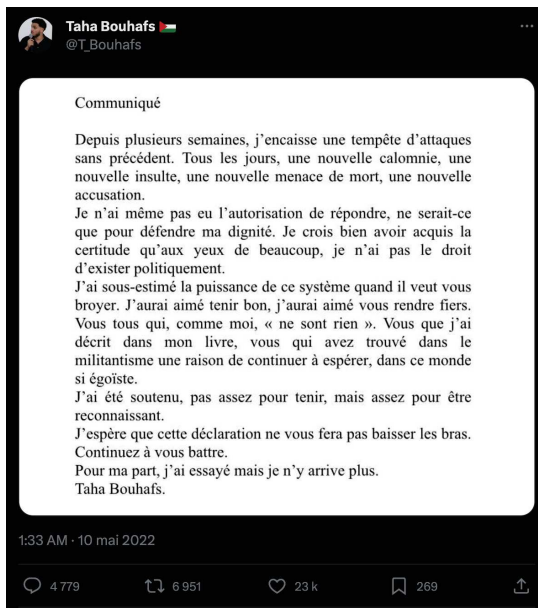 Taha Bouhafs 🇵🇸
@T_Bouhafs
Communiqué
Depuis plusieurs semaines, j’encaisse une tempête d’attaques
sans précédent. Tous les jours, une nouvelle calomnie, une
nouvelle insulte, une nouvelle menace de mort, une nouvelle
accusation.
Je n’ai même pas eu l’autorisation de répondre, ne serait-ce
que pour défendre ma dignité. Je crois bien avoir acquis la
certitude qu’aux yeux de beaucoup, je n’ai pas le droit
d’exister politiquement.
J’ai sous-estimé la puissance de ce système quand il veut vous
broyer. J’aurai aimé tenir bon, j’aurai aimé vous rendre fiers.
Vous tous qui, comme moi, « ne sont rien ». Vous que j’ai
décrit dans mon livre, vous qui avez trouvé dans le
militantisme une raison de continuer à espérer, dans ce monde
si égoïste.
J’ai été soutenu, pas assez pour tenir, mais assez pour être
reconnaissant.
J’espère que cette déclaration ne vous fera pas baisser les bras.
Continuez à vous battre.
Pour ma part, j’ai essayé mais je n’y arrive plus.
Taha Bouhafs.
1:33 AM · 10 mai 2022
4 779 6 951 23 k 269